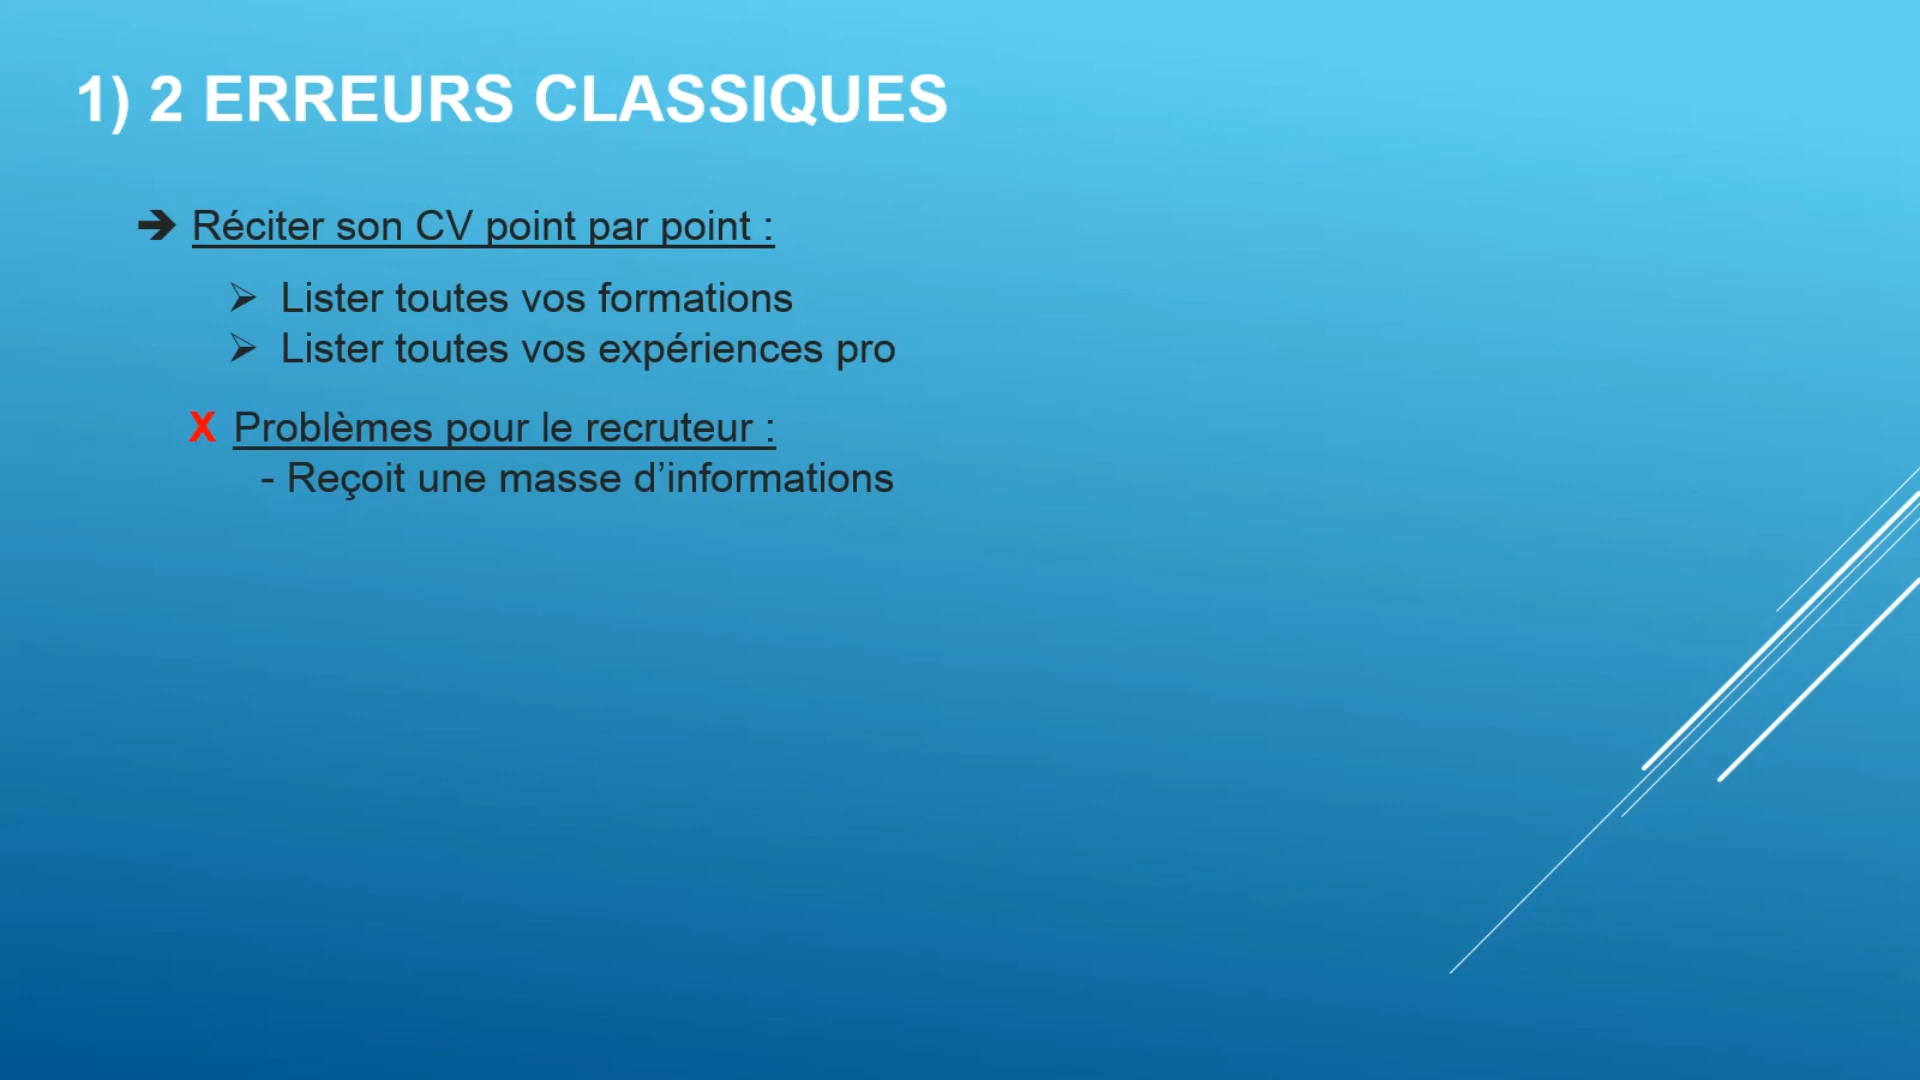 1) 2 ERREURS CLASSIQUES
➔ Réciter son CV point par point :
➢ Lister toutes vos formations
➢ Lister toutes vos expériences pro
X Problèmes pour le recruteur :
- Reçoit une masse d’informations